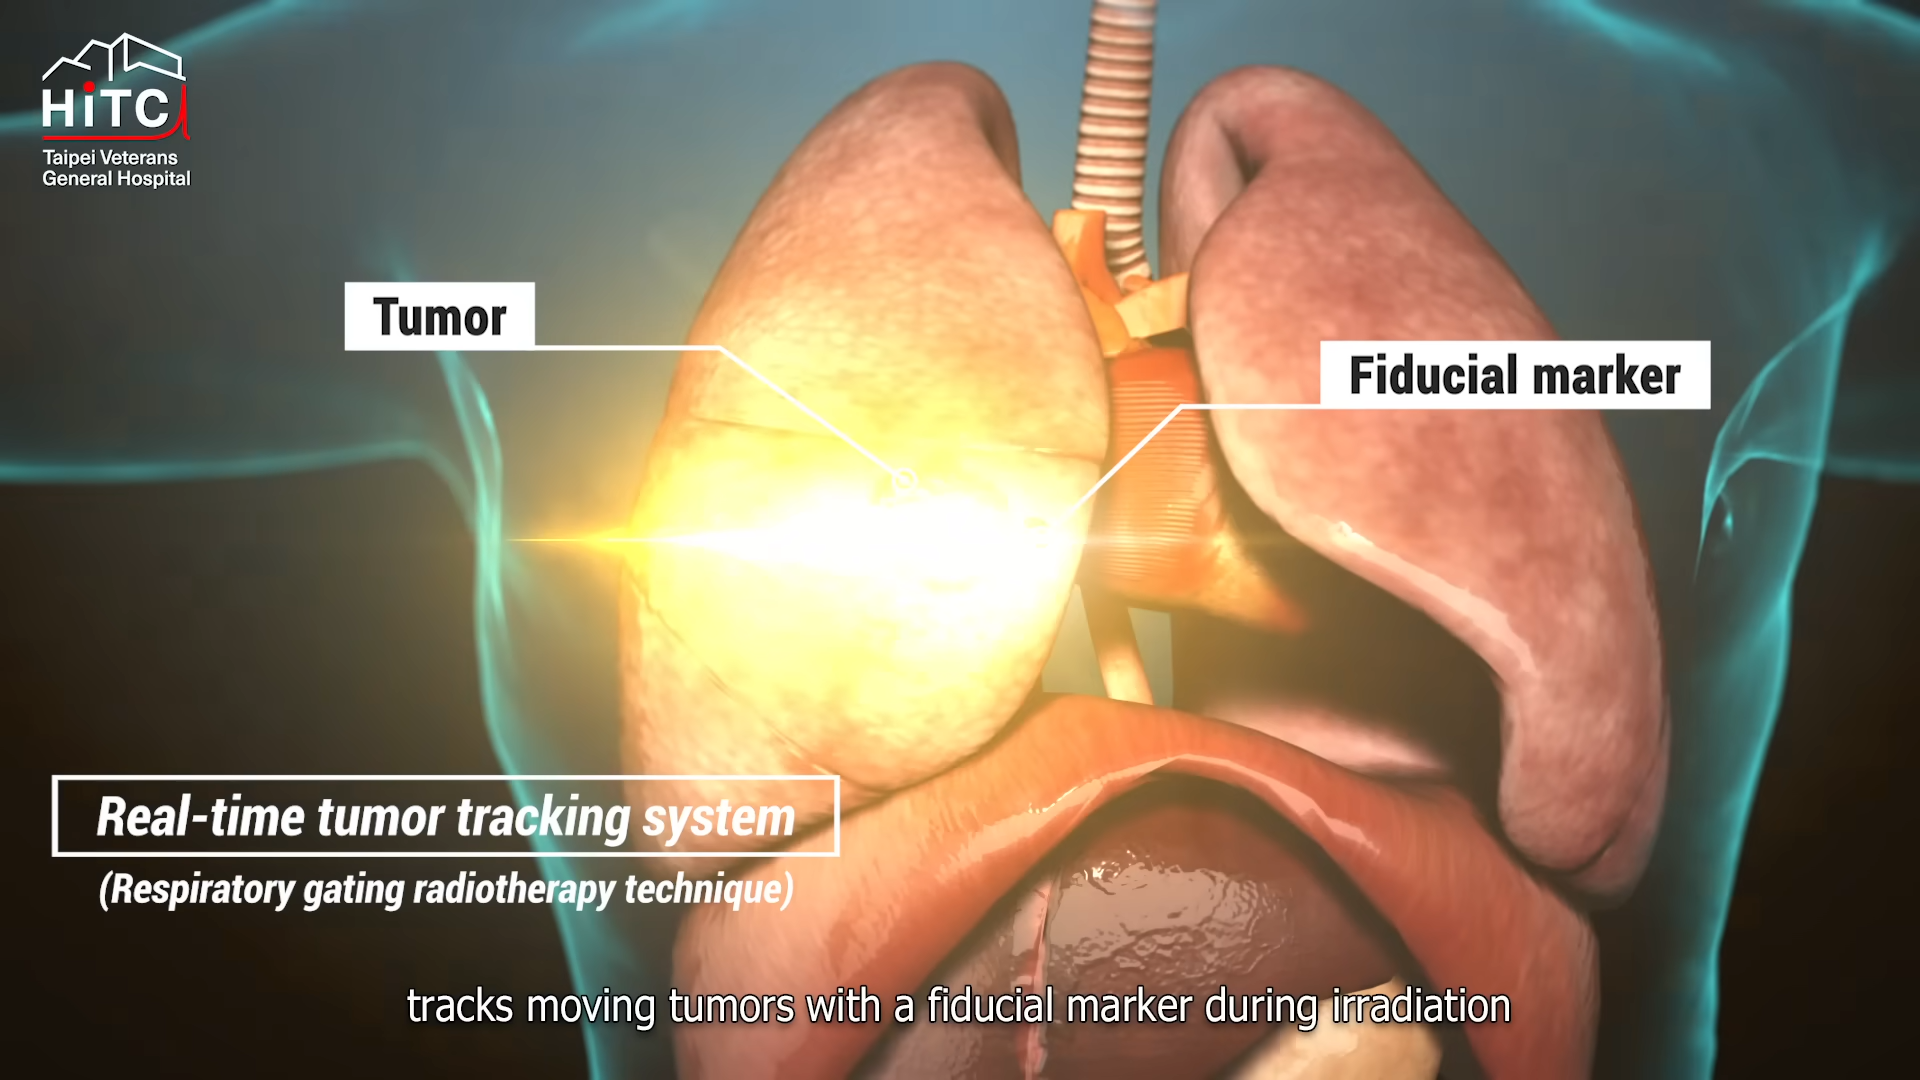 HiTC
Taipei Veterans
General Hospital
Tumor
Fiducial marker
Real-time tumor tracking system
(Respiratory gating radiotherapy technique)
tracks moving tumors with a fiducial marker during irradiation